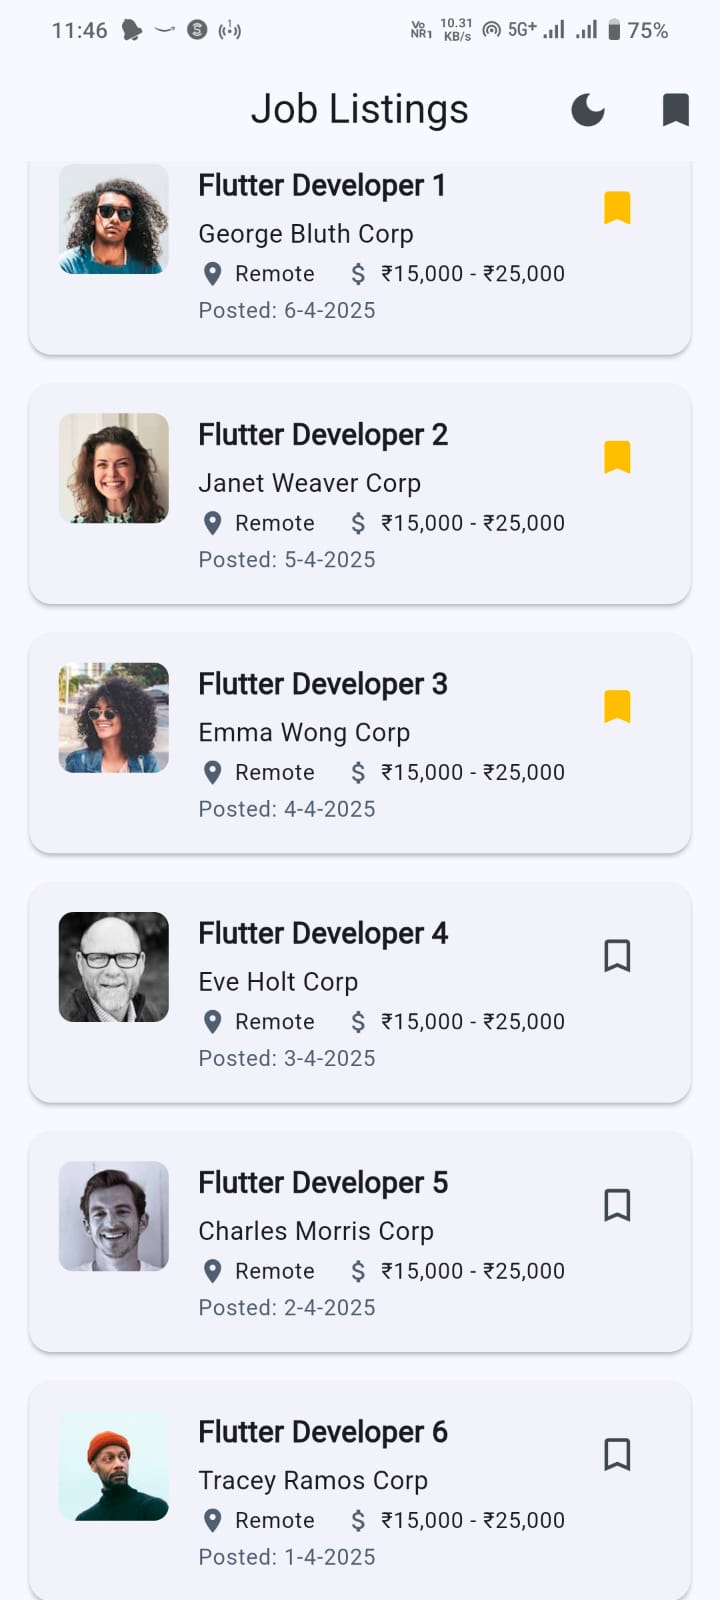 11:46 Vo NR1 10.31 KB/s 5G+ 75%
Job Listings
Flutter Developer 1
George Bluth Corp
Remote $ ₹15,000 - ₹25,000
Posted: 6-4-2025
Flutter Developer 2
Janet Weaver Corp
Remote $ ₹15,000 - ₹25,000
Posted: 5-4-2025
Flutter Developer 3
Emma Wong Corp
Remote $ ₹15,000 - ₹25,000
Posted: 4-4-2025
Flutter Developer 4
Eve Holt Corp
Remote $ ₹15,000 - ₹25,000
Posted: 3-4-2025
Flutter Developer 5
Charles Morris Corp
Remote $ ₹15,000 - ₹25,000
Posted: 2-4-2025
Flutter Developer 6
Tracey Ramos Corp
Remote $ ₹15,000 - ₹25,000
Posted: 1-4-2025